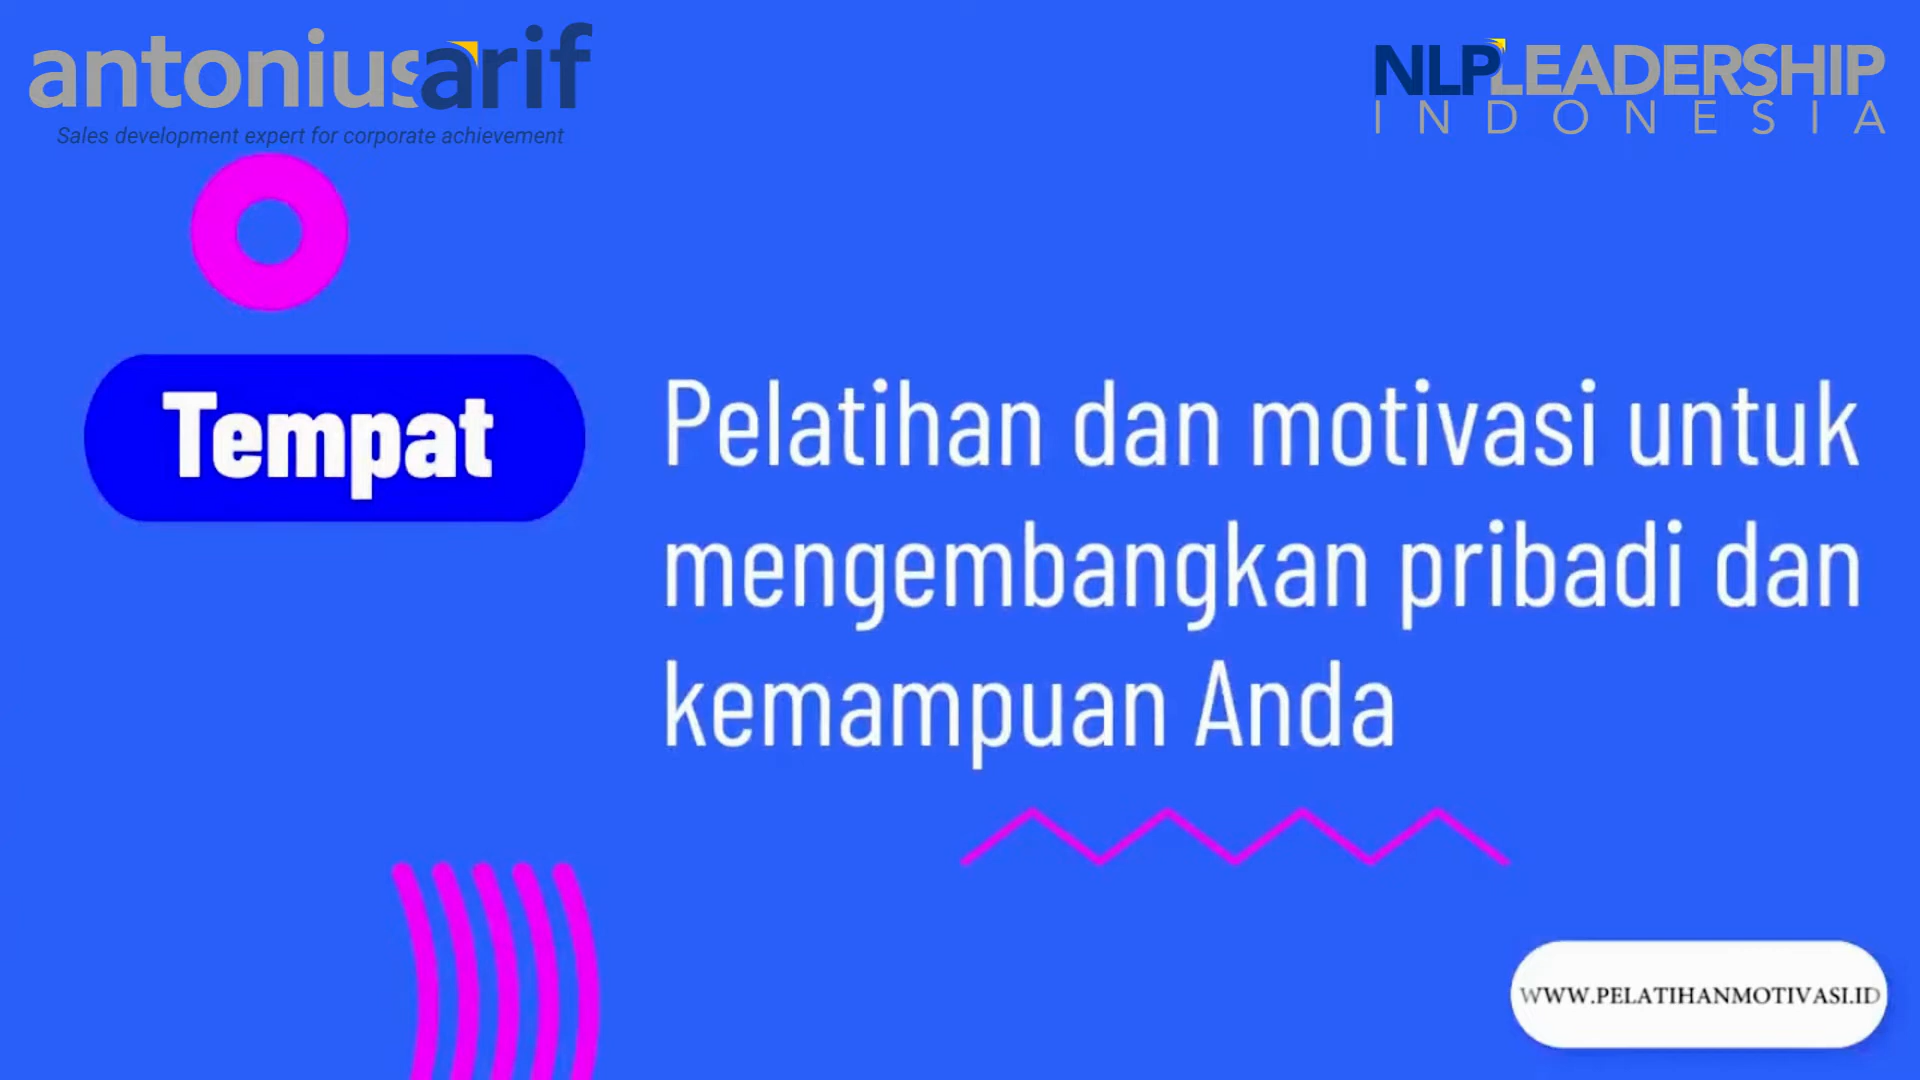 antoniusarif
Sales development expert for corporate achievement
NLPLEADERSHIP
INDONESIA
Tempat
Pelatihan dan motivasi untuk
mengembangkan pribadi dan
kemampuan Anda
WWW.PELATIHANMOTIVASI.ID